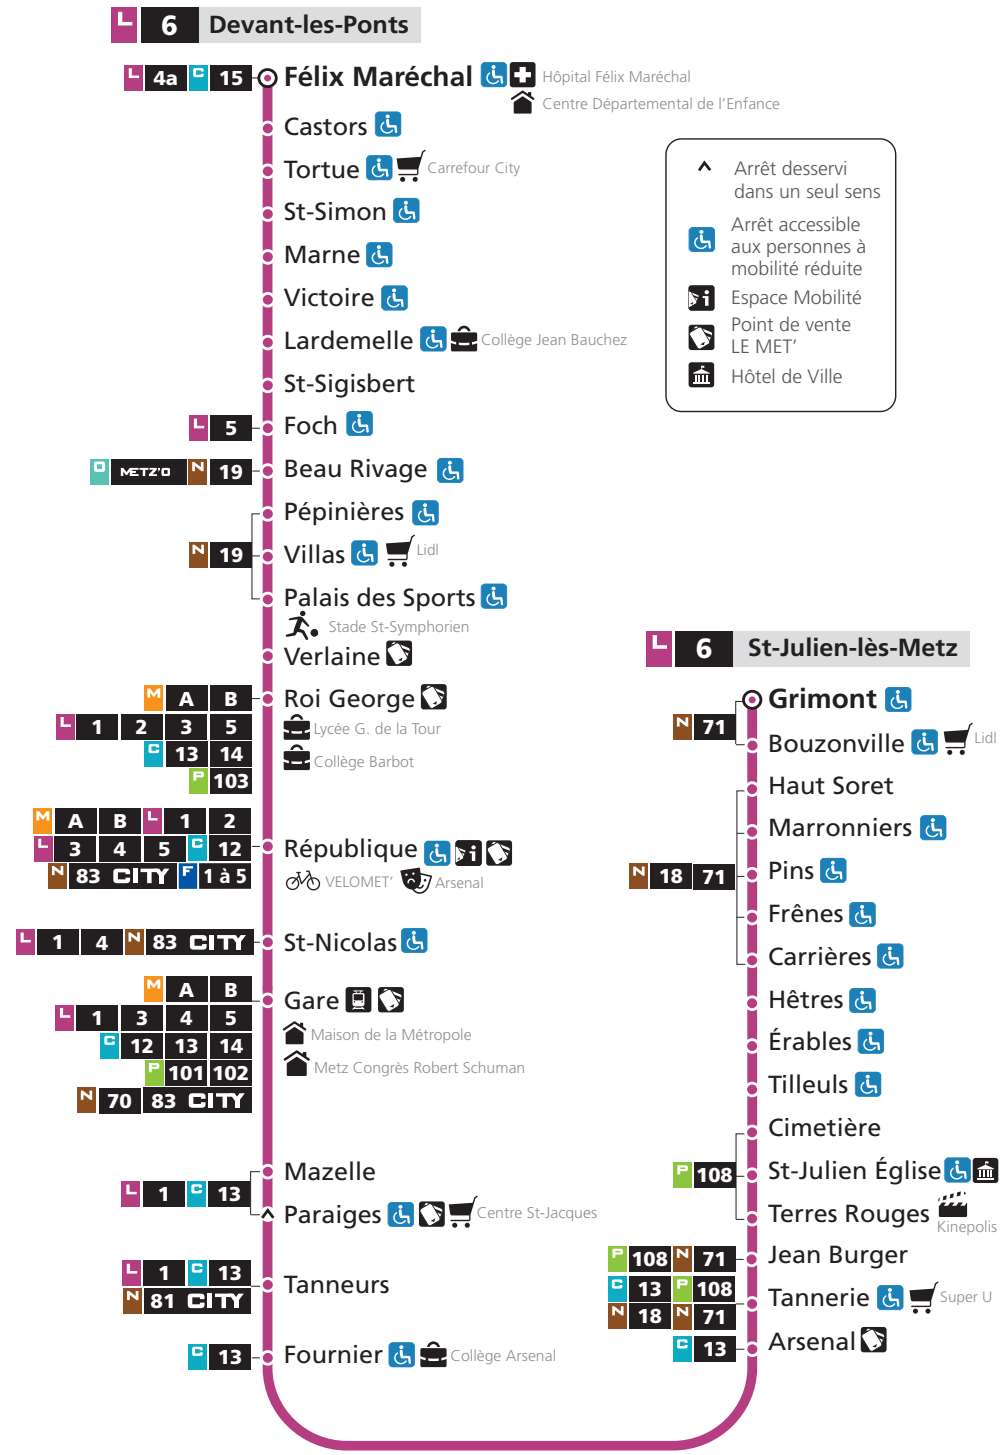 L 6 Devant-les-Ponts
L 4a C 15 Félix Maréchal Hôpital Félix Maréchal
Centre Départemental de l'Enfance
Castors
Tortue Carrefour City
St-Simon
Marne
Victoire
Lardemelle Collège Jean Bauchez
St-Sigisbert
L 5 Foch
O METZ'O N 19 Beau Rivage
Pépinières
N 19 Villas Lidl
Palais des Sports
Stade St-Symphorien
Verlaine
M A B Roi George
L 1 2 3 5 Lycée G. de la Tour
C 13 14 Collège Barbot
P 103
M A B L 1 2
L 3 4 5 C 12 République
N 83 CITY F 1 à 5 VELOMET' Arsenal
L 1 4 N 83 CITY St-Nicolas
M A B Gare
L 1 3 4 5
C 12 13 14 Maison de la Métropole
P 101 102 Metz Congrès Robert Schuman
N 70 83 CITY
Mazelle
L 1 C 13
Paraiges Centre St-Jacques
L 1 C 13 Tanneurs
N 81 CITY
C 13 Fournier Collège Arsenal
Arrêt desservi
dans un seul sens
Arrêt accessible
aux personnes à
mobilité réduite
Espace Mobilité
Point de vente
LE MET'
Hôtel de Ville
L 6 St-Julien-lès-Metz
Grimont
N 71
Bouzonville Lidl
Haut Soret
Marronniers
N 18 71 Pins
Frênes
Carrières
Hêtres
Érables
Tilleuls
Cimetière
P 108 St-Julien Église
Terres Rouges Kinepolis
P 108 N 71 Jean Burger
C 13 P 108 Tannerie Super U
N 18 N 71
C 13 Arsenal